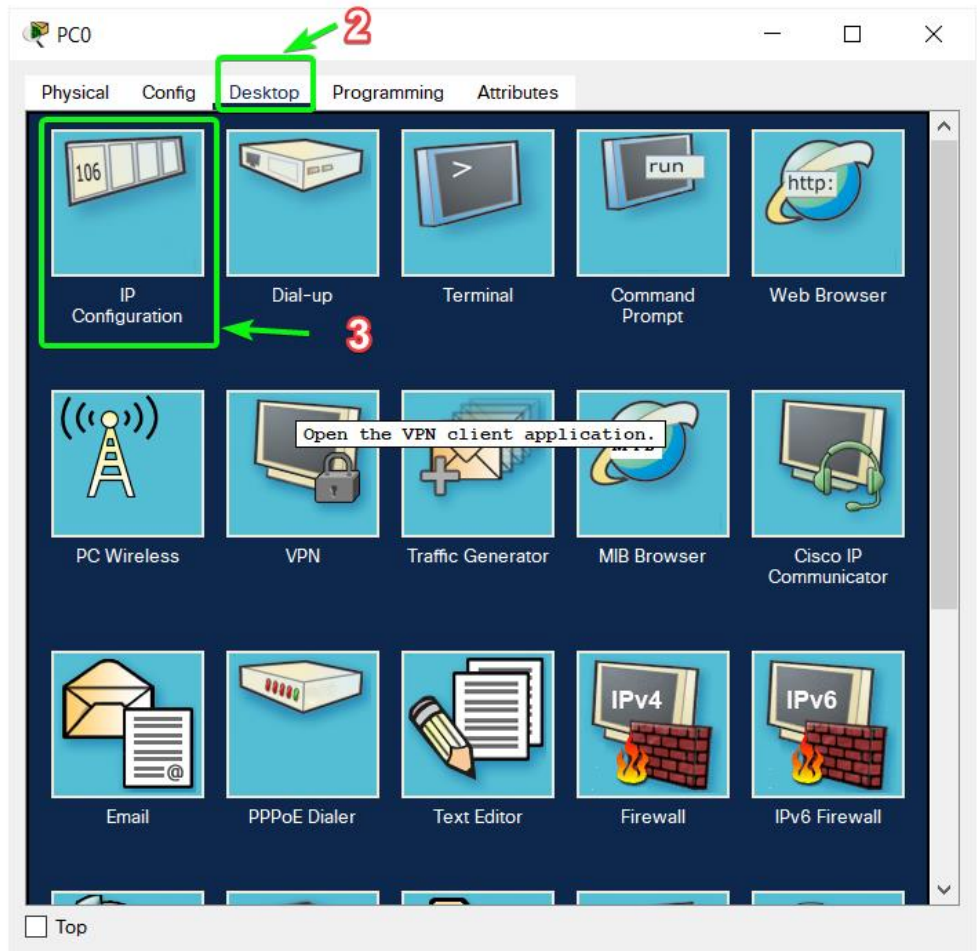 PC0
2
Physical Config Desktop Programming Attributes
106
>
run
http:
IP
Configuration
Dial-up
Terminal
Command
Prompt
Web Browser
3
Open the VPN client application.
?
PC Wireless
VPN
Traffic Generator
MIB Browser
Cisco IP
Communicator
IPv4
IPv6
@
Email
PPPoE Dialer
Text Editor
Firewall
IPv6 Firewall
Top